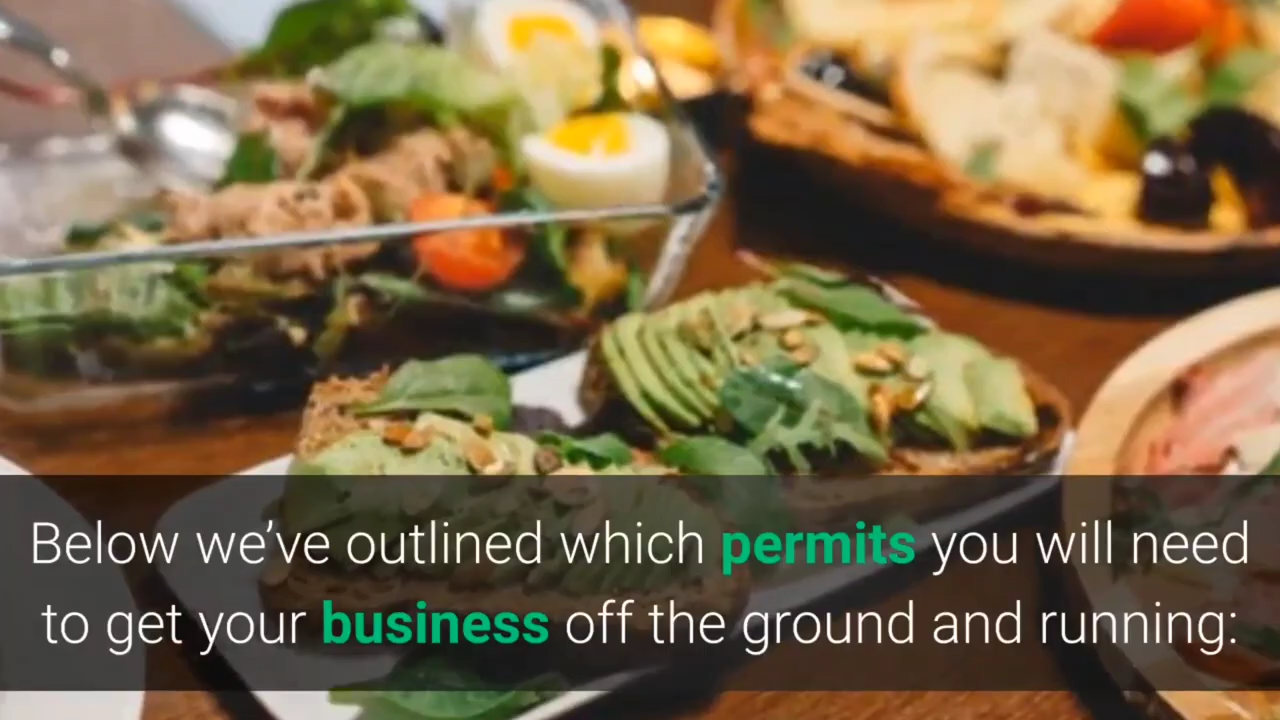 Below we’ve outlined which permits you will need
to get your business off the ground and running: